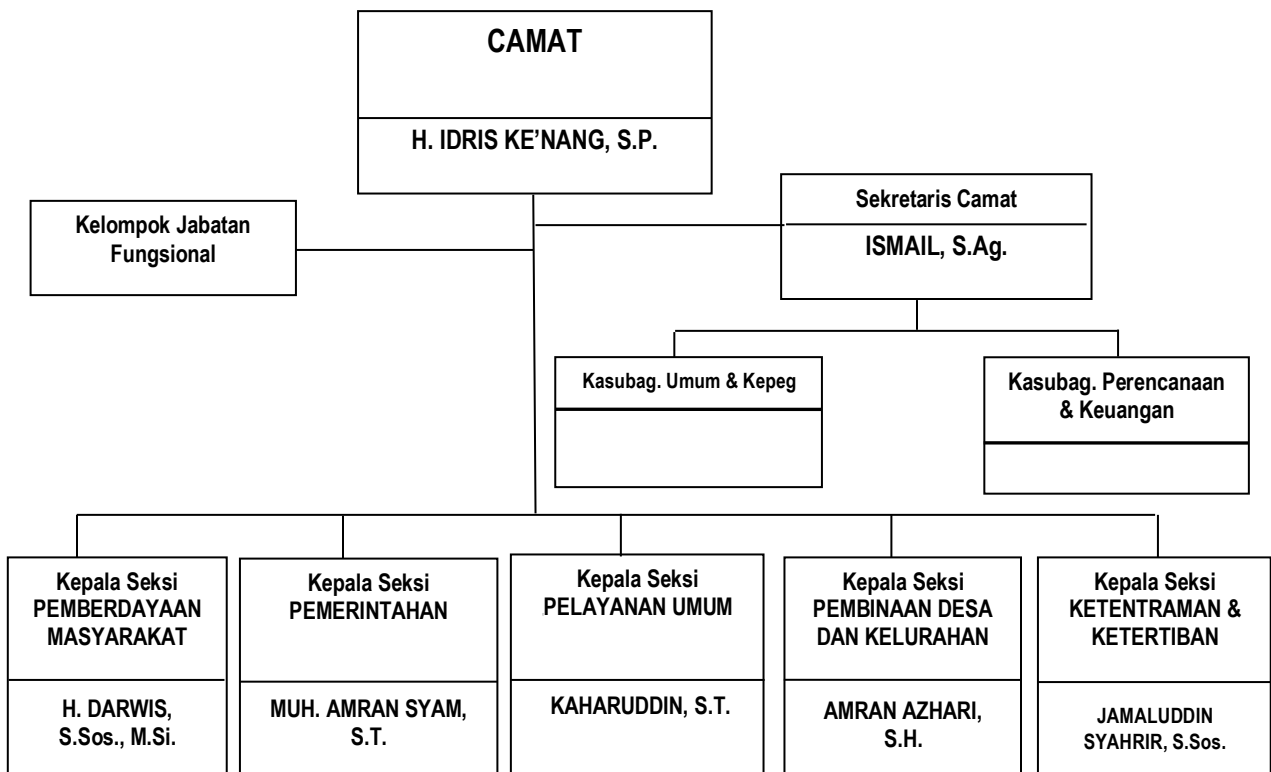 CAMAT
H. IDRIS KE’NANG, S.P.
Kelompok Jabatan
Fungsional
Sekretaris Camat
ISMAIL, S.Ag.
Kasubag. Umum & Kepeg
Kasubag. Perencanaan
& Keuangan
Kepala Seksi
PEMBERDAYAAN
MASYARAKAT
H. DARWIS,
S.Sos., M.Si.
Kepala Seksi
PEMERINTAHAN
MUH. AMRAN SYAM,
S.T.
Kepala Seksi
PELAYANAN UMUM
KAHARUDDIN, S.T.
Kepala Seksi
PEMBINAAN DESA
DAN KELURAHAN
AMRAN AZHARI,
S.H.
Kepala Seksi
KETENTRAMAN &
KETERTIBAN
JAMALUDDIN
SYAHRIR, S.Sos.